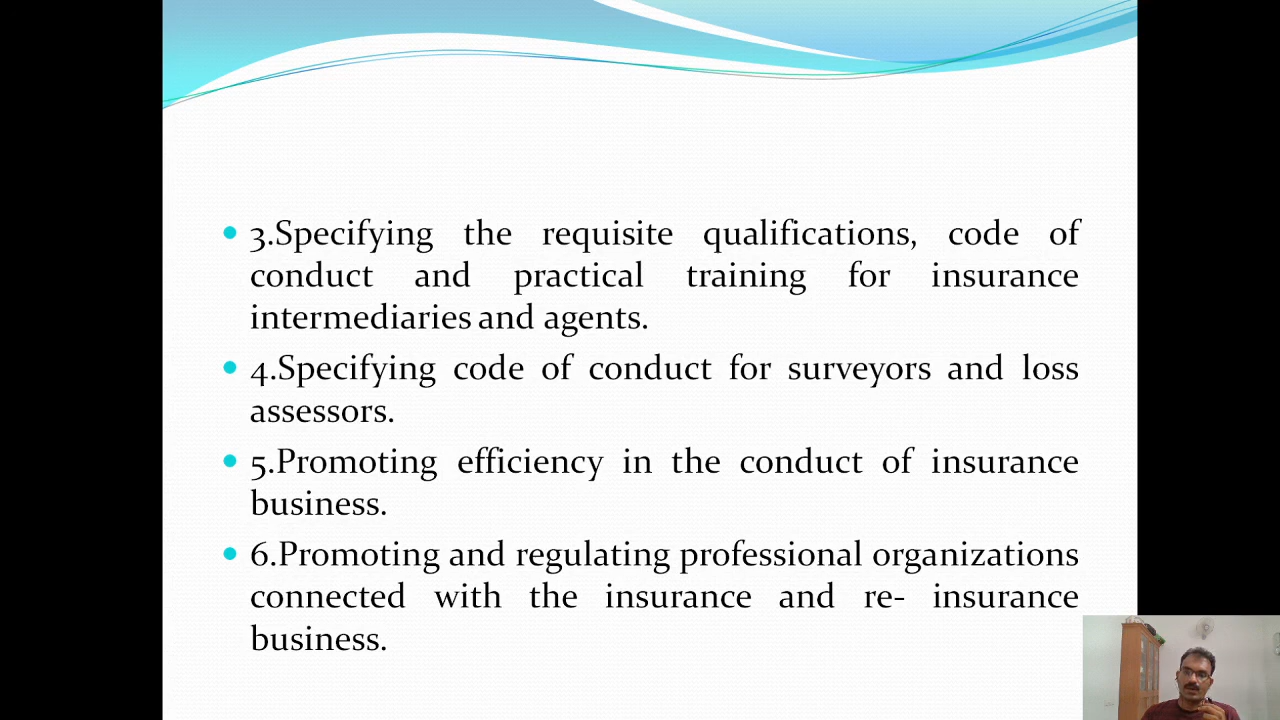 3.Specifying the requisite qualifications, code of
conduct and practical training for insurance
intermediaries and agents.
4.Specifying code of conduct for surveyors and loss
assessors.
5.Promoting efficiency in the conduct of insurance
business.
6.Promoting and regulating professional organizations
connected with the insurance and re- insurance
business.